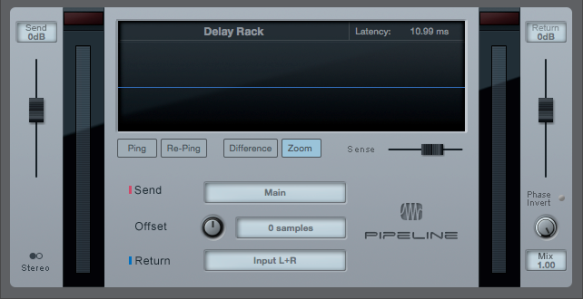 Send
0dB
Delay Rack
Latency: 10.99 ms
Return
0dB
Ping
Re-Ping
Difference
Zoom
Sense
Send
Main
Phase
Invert
Offset
0 samples
PIPELINE
Return
Input L+R
Stereo
Mix
1.00